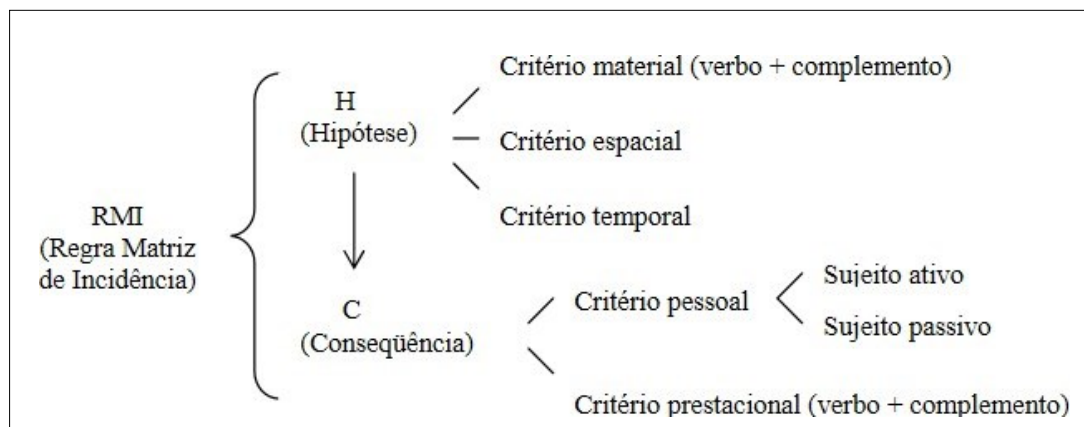 Critério material (verbo + complemento)
H
(Hipótese)
Critério espacial
Critério temporal
RMI
(Regra Matriz
de Incidência)
C
(Conseqüência)
Critério pessoal
Sujeito ativo
Sujeito passivo
Critério prestacional (verbo + complemento)